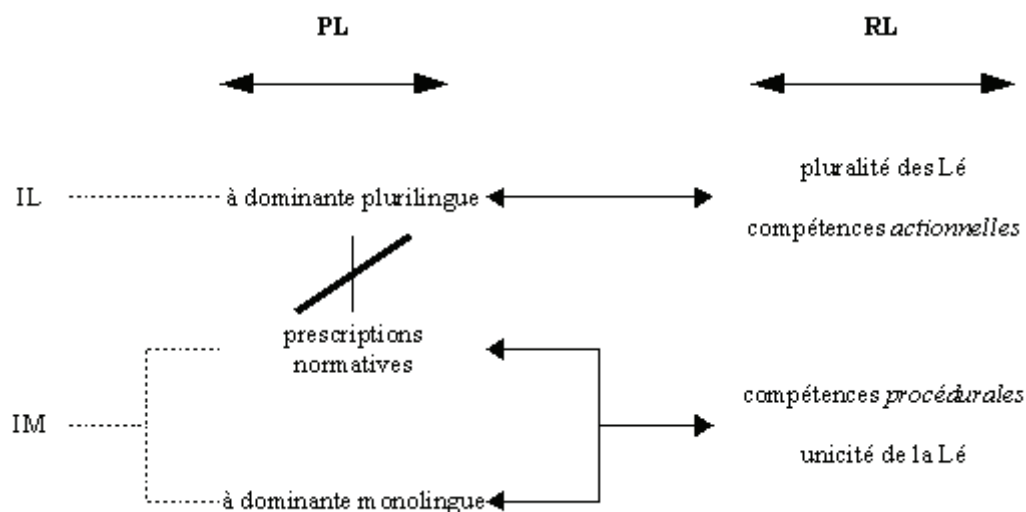 PL
RL
pluralité des Lé
IL
à dominante plurilingue
compétences actionnelles
prescriptions
normatives
compétences procédurales
IM
unicité de la Lé
à dominante monolingue